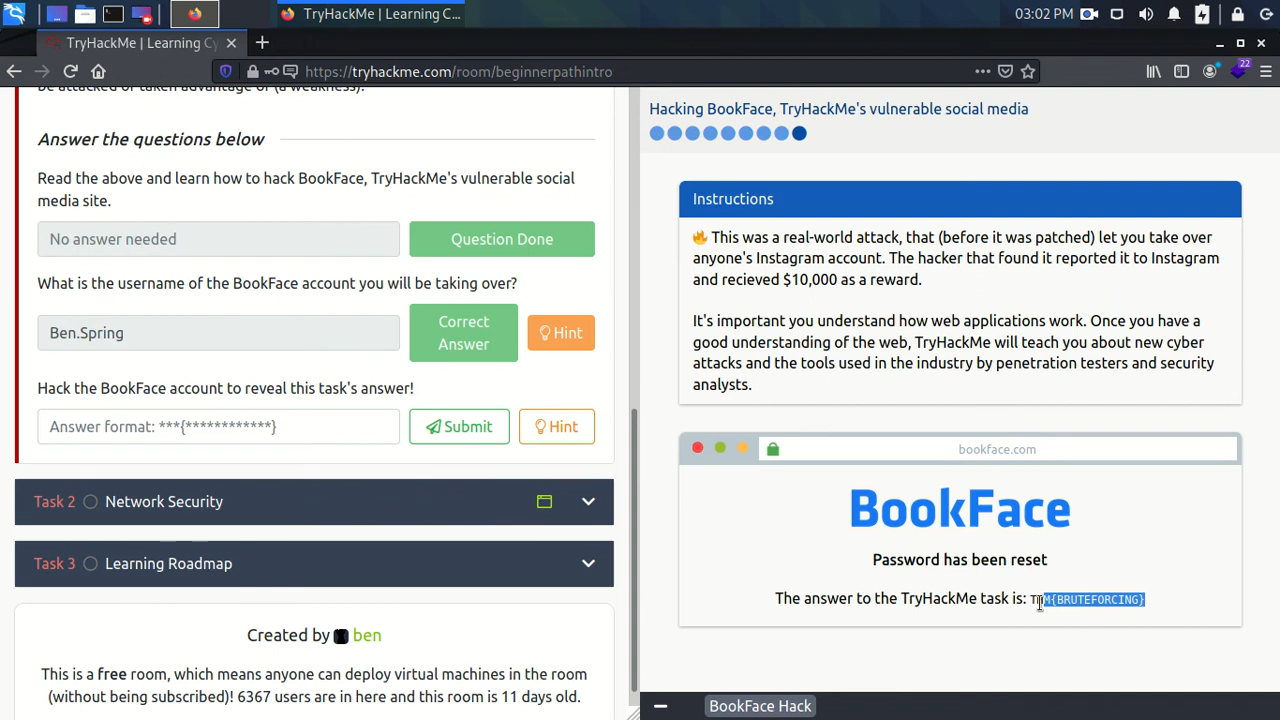 TryHackMe | Learning C...
03:02 PM
TryHackMe | Learning Cy
https://tryhackme.com/room/beginnerpathintro
22
be attacked or taken advantage of (a weakness).
Answer the questions below
Read the above and learn how to hack BookFace, TryHackMe's vulnerable social
media site.
No answer needed
Question Done
What is the username of the BookFace account you will be taking over?
Ben.Spring
Correct
Answer
Hint
Hack the BookFace account to reveal this task's answer!
Answer format: ***{************}
Submit
Hint
Task 2
Network Security
Task 3
Learning Roadmap
Created by
ben
This is a free room, which means anyone can deploy virtual machines in the room
(without being subscribed)! 6367 users are in here and this room is 11 days old.
Hacking BookFace, TryHackMe's vulnerable social media
Instructions
🔥 This was a real-world attack, that (before it was patched) let you take over
anyone's Instagram account. The hacker that found it reported it to Instagram
and recieved $10,000 as a reward.
It's important you understand how web applications work. Once you have a
good understanding of the web, TryHackMe will teach you about new cyber
attacks and the tools used in the industry by penetration testers and security
analysts.
bookface.com
BookFace
Password has been reset
The answer to the TryHackMe task is: THM{BRUTEFORCING}
BookFace Hack